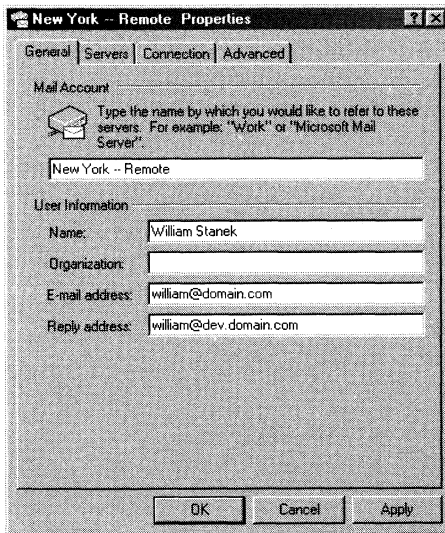 New York -- Remote Properties
? ×
General Servers Connection Advanced
Mail Account
Type the name by which you would like to refer to these
servers. For example: "Work" or "Microsoft Mail
Server".
New York -- Remote
User Information
Name: William Stanek
Organization:
E-mail address: william@domain.com
Reply address: william@dev.domain.com
OK Cancel Apply